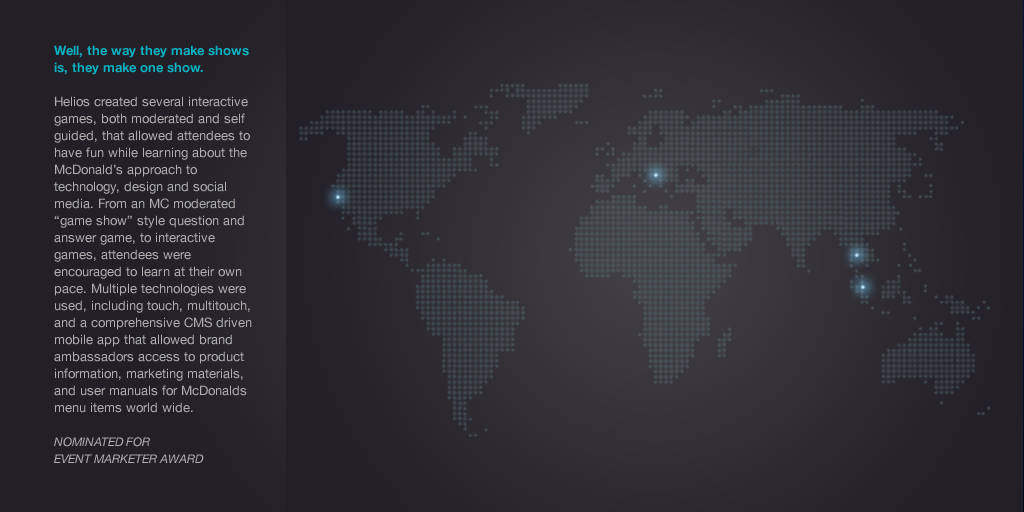 Well, the way they make shows
is, they make one show.
Helios created several interactive
games, both moderated and self
guided, that allowed attendees to
have fun while learning about the
McDonald’s approach to
technology, design and social
media. From an MC moderated
“game show” style question and
answer game, to interactive
games, attendees were
encouraged to learn at their own
pace. Multiple technologies were
used, including touch, multitouch,
and a comprehensive CMS driven
mobile app that allowed brand
ambassadors access to product
information, marketing materials,
and user manuals for McDonalds
menu items world wide.
NOMINATED FOR
EVENT MARKETER AWARD